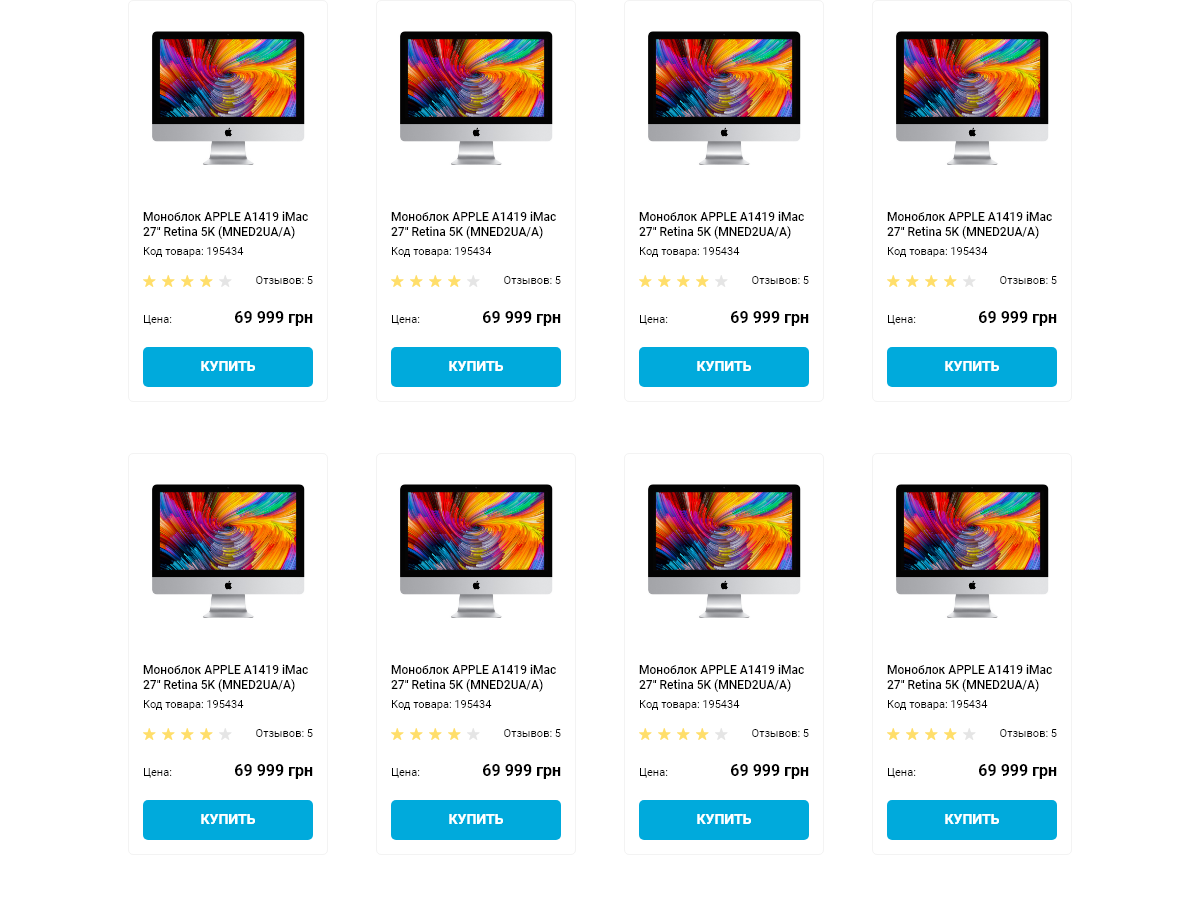 Моноблок APPLE A1419 iMac
27" Retina 5K (MNED2UA/A)
Код товара: 195434
Отзывов: 5
Цена: 69 999 грн
КУПИТЬ
Моноблок APPLE A1419 iMac
27" Retina 5K (MNED2UA/A)
Код товара: 195434
Отзывов: 5
Цена: 69 999 грн
КУПИТЬ
Моноблок APPLE A1419 iMac
27" Retina 5K (MNED2UA/A)
Код товара: 195434
Отзывов: 5
Цена: 69 999 грн
КУПИТЬ
Моноблок APPLE A1419 iMac
27" Retina 5K (MNED2UA/A)
Код товара: 195434
Отзывов: 5
Цена: 69 999 грн
КУПИТЬ
Моноблок APPLE A1419 iMac
27" Retina 5K (MNED2UA/A)
Код товара: 195434
Отзывов: 5
Цена: 69 999 грн
КУПИТЬ
Моноблок APPLE A1419 iMac
27" Retina 5K (MNED2UA/A)
Код товара: 195434
Отзывов: 5
Цена: 69 999 грн
КУПИТЬ
Моноблок APPLE A1419 iMac
27" Retina 5K (MNED2UA/A)
Код товара: 195434
Отзывов: 5
Цена: 69 999 грн
КУПИТЬ
Моноблок APPLE A1419 iMac
27" Retina 5K (MNED2UA/A)
Код товара: 195434
Отзывов: 5
Цена: 69 999 грн
КУПИТЬ